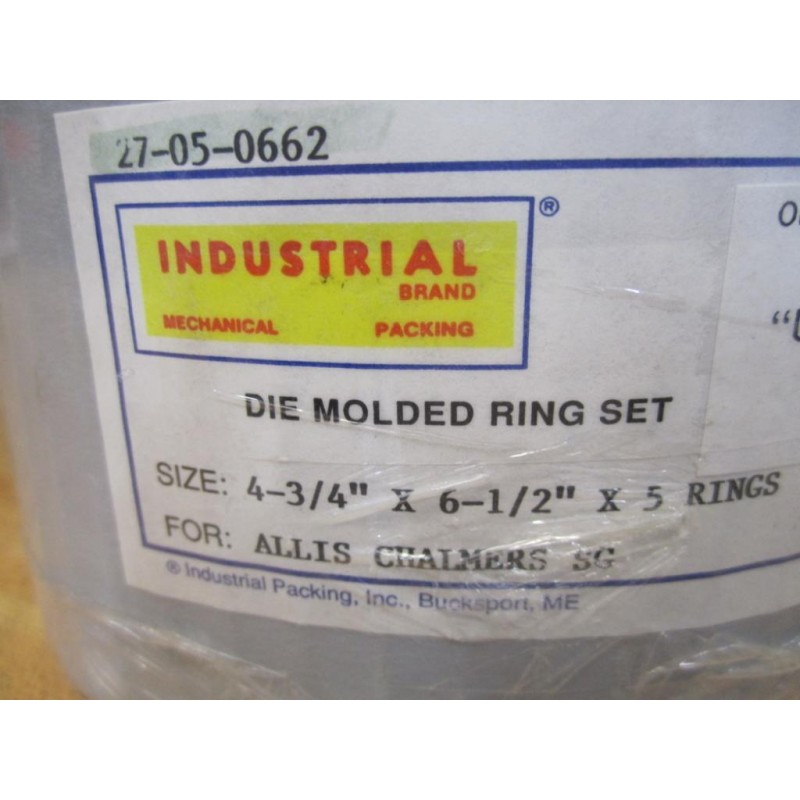 27-05-0662
INDUSTRIAL ®
BRAND
MECHANICAL PACKING
DIE MOLDED RING SET
SIZE: 4-3/4" X 6-1/2" X 5 RINGS
FOR: ALLIS CHALMERS SG
® Industrial Packing, Inc., Bucksport, ME